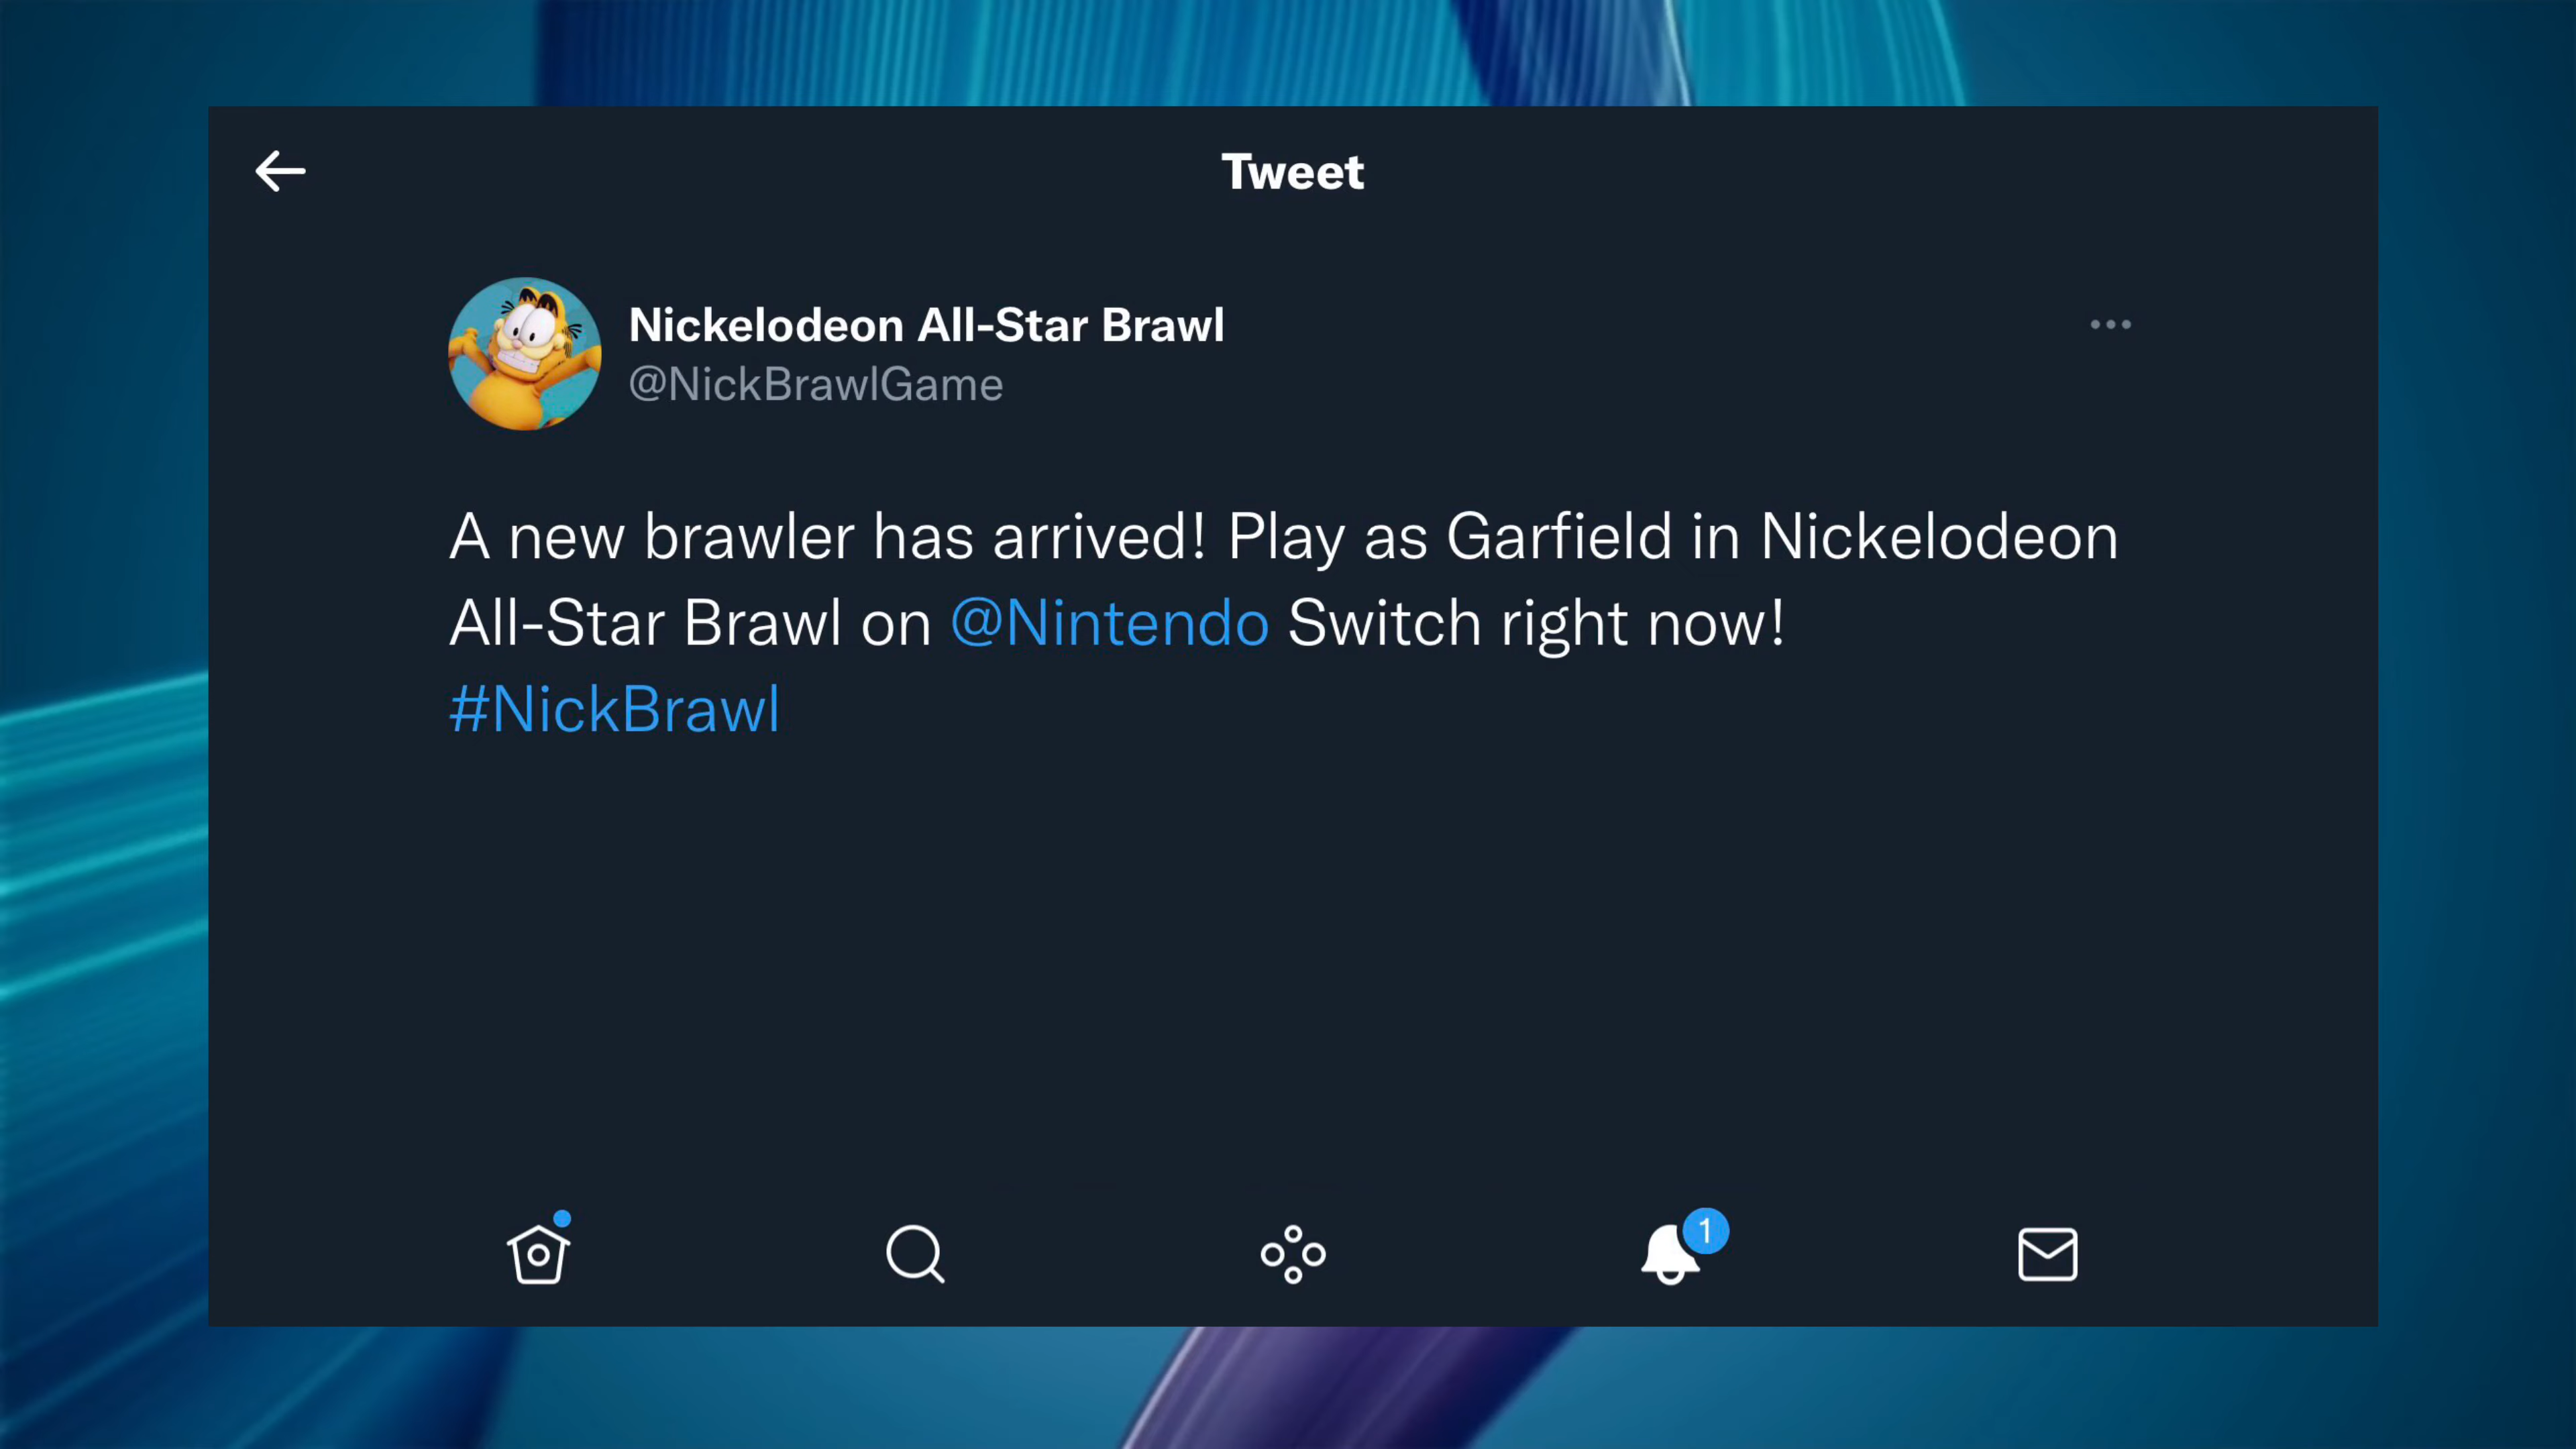 Tweet
Nickelodeon All-Star Brawl
@NickBrawlGame
A new brawler has arrived! Play as Garfield in Nickelodeon
All-Star Brawl on @Nintendo Switch right now!
#NickBrawl
1